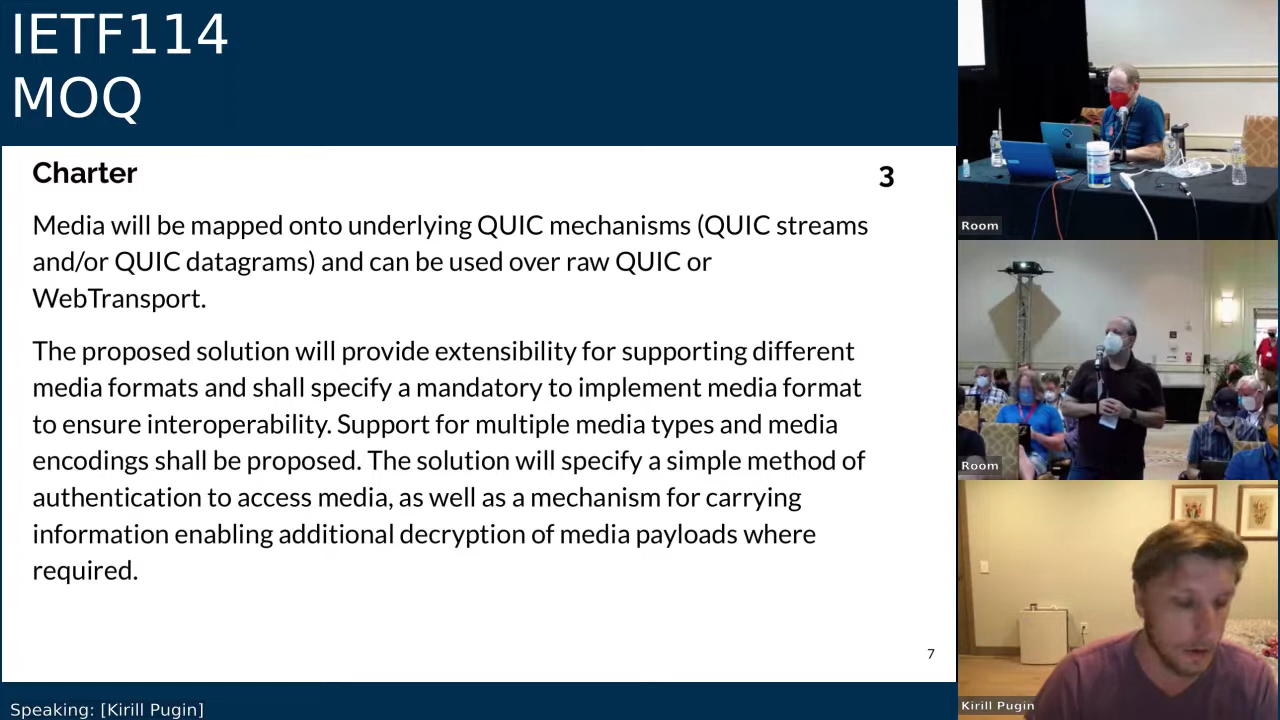 IETF114
MOQ
Charter
3
Media will be mapped onto underlying QUIC mechanisms (QUIC streams
and/or QUIC datagrams) and can be used over raw QUIC or
WebTransport.
The proposed solution will provide extensibility for supporting different
media formats and shall specify a mandatory to implement media format
to ensure interoperability. Support for multiple media types and media
encodings shall be proposed. The solution will specify a simple method of
authentication to access media, as well as a mechanism for carrying
information enabling additional decryption of media payloads where
required.
7
Speaking: [Kirill Pugin]
Room
Room
Kirill Pugin